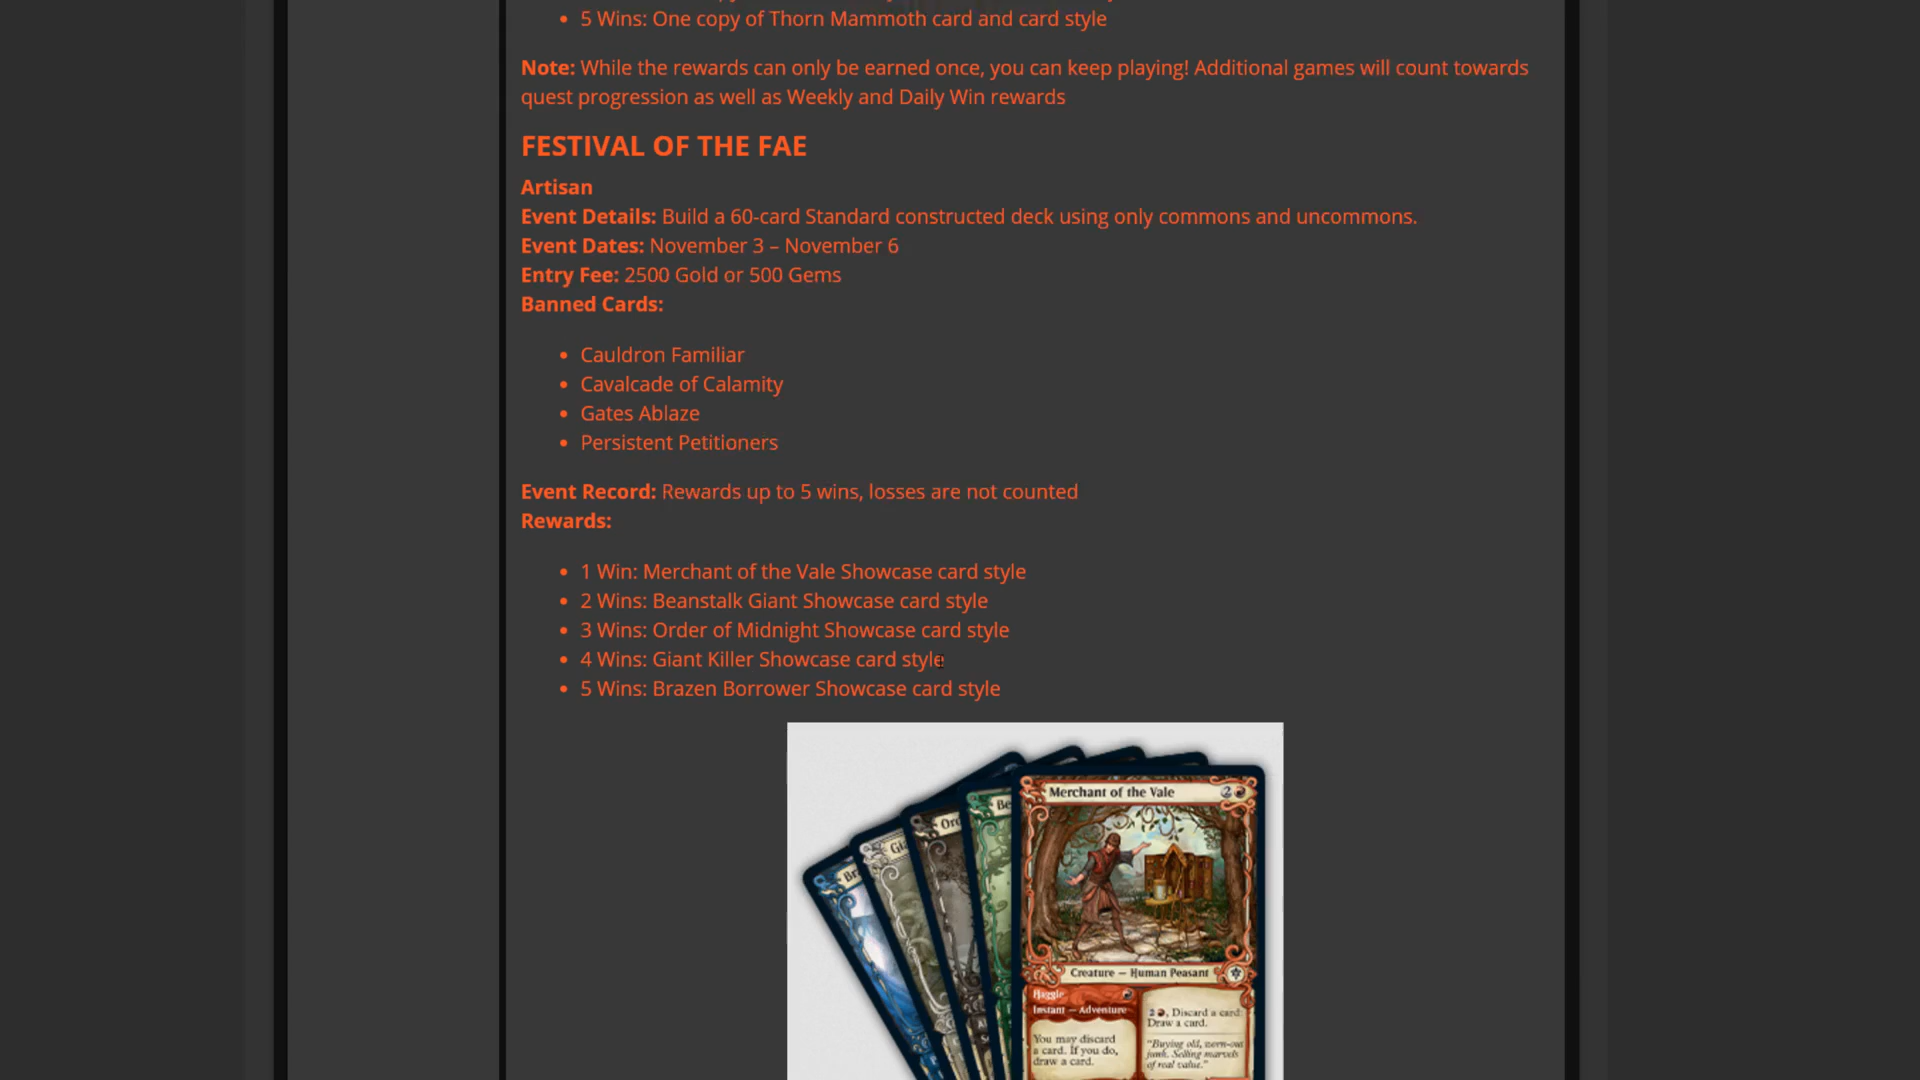 5 Wins: One copy of Thorn Mammoth card and card style
Note: While the rewards can only be earned once, you can keep playing! Additional games will count towards
quest progression as well as Weekly and Daily Win rewards
FESTIVAL OF THE FAE
Artisan
Event Details: Build a 60-card Standard constructed deck using only commons and uncommons.
Event Dates: November 3 – November 6
Entry Fee: 2500 Gold or 500 Gems
Banned Cards:
Cauldron Familiar
Cavalcade of Calamity
Gates Ablaze
Persistent Petitioners
Event Record: Rewards up to 5 wins, losses are not counted
Rewards:
1 Win: Merchant of the Vale Showcase card style
2 Wins: Beanstalk Giant Showcase card style
3 Wins: Order of Midnight Showcase card style
4 Wins: Giant Killer Showcase card style
5 Wins: Brazen Borrower Showcase card style
Merchant of the Vale 2
Br
Gi
Ord
Be
Creature – Human Peasant
Haggle
Instant – Adventure
You may discard
a card. If you do,
draw a card.
2, Discard a card:
Draw a card.
"Buying old, worn-out
junk. Selling marvels
of real value."